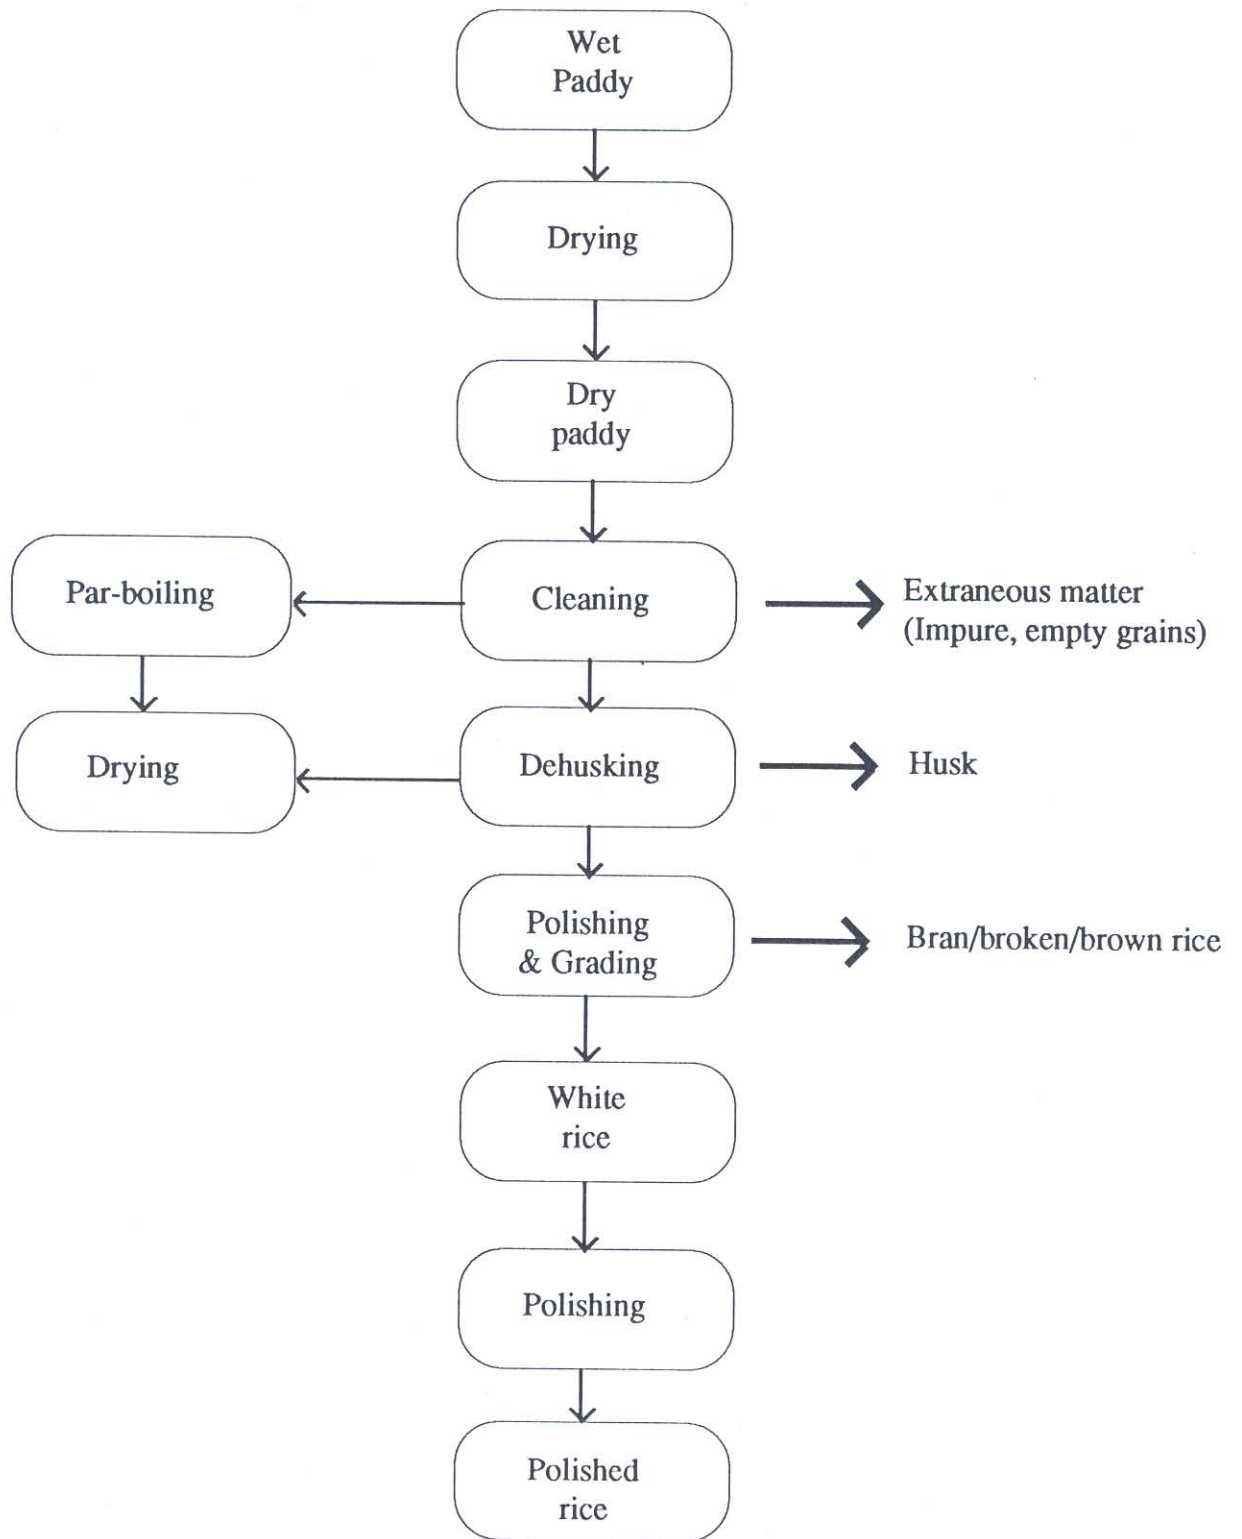 Wet
Paddy
Drying
Dry
paddy
Par-boiling
Cleaning
Extraneous matter
(Impure, empty grains)
Drying
Dehusking
Husk
Polishing
& Grading
Bran/broken/brown rice
White
rice
Polishing
Polished
rice